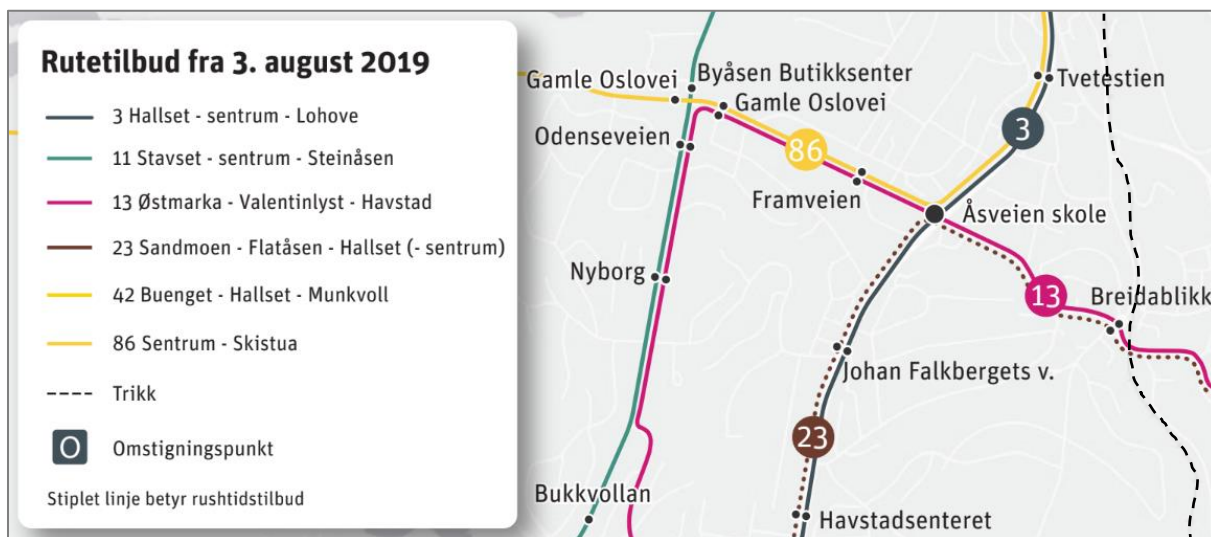 Rutetilbud fra 3. august 2019
3 Hallset - sentrum - Lohove
11 Stavset - sentrum - Steinåsen
13 Østmarka - Valentinlyst - Havstad
23 Sandmoen - Flatåsen - Hallset (- sentrum)
42 Buenget - Hallset - Munkvoll
86 Sentrum - Skistua
Trikk
O Omstigningspunkt
Stiplet linje betyr rushtidstilbud
Gamle Oslovei
Byåsen Butikksenter
Gamle Oslovei
Tvetestien
Odenseveien
3
86
Framveien
Åsveien skole
Nyborg
13
Breidablikk
Johan Falkbergets v.
23
Bukkvollan
Havstadsenteret